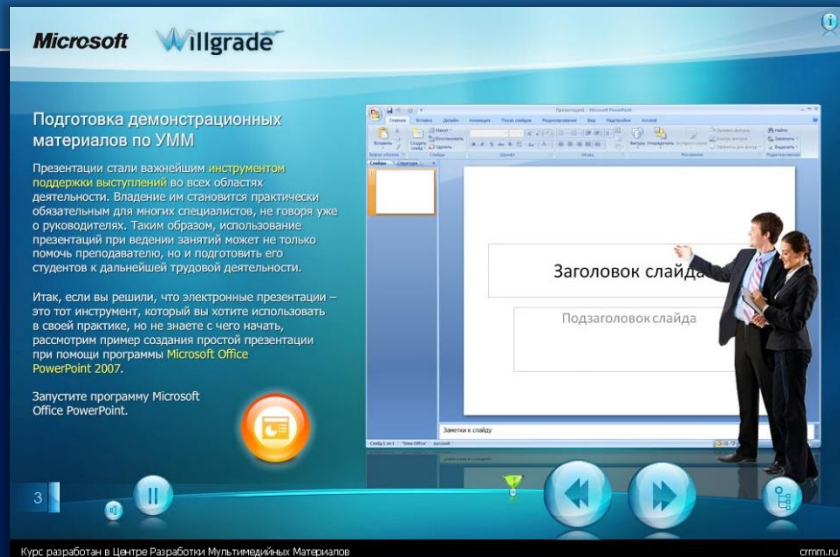 Microsoft Willgrade
Подготовка демонстрационных
материалов по УММ
Презентации стали важнейшим инструментом
поддержки выступлений во всех областях
деятельности. Владение им становится практически
обязательным для многих специалистов, не говоря уже
о руководителях. Таким образом, использование
презентаций при ведении занятий может не только
помочь преподавателю, но и подготовить его
студентов к дальнейшей трудовой деятельности.
Итак, если вы решили, что электронные презентации –
это тот инструмент, который вы хотите использовать
в своей практике, но не знаете с чего начать,
рассмотрим пример создания простой презентации
при помощи программы Microsoft Office
PowerPoint 2007.
Запустите программу Microsoft
Office PowerPoint.
Заголовок слайда
Подзаголовок слайда
Заметки к слайду
3
Курс разработан в Центре Разработки Мультимедийных Материалов
crmm.ru